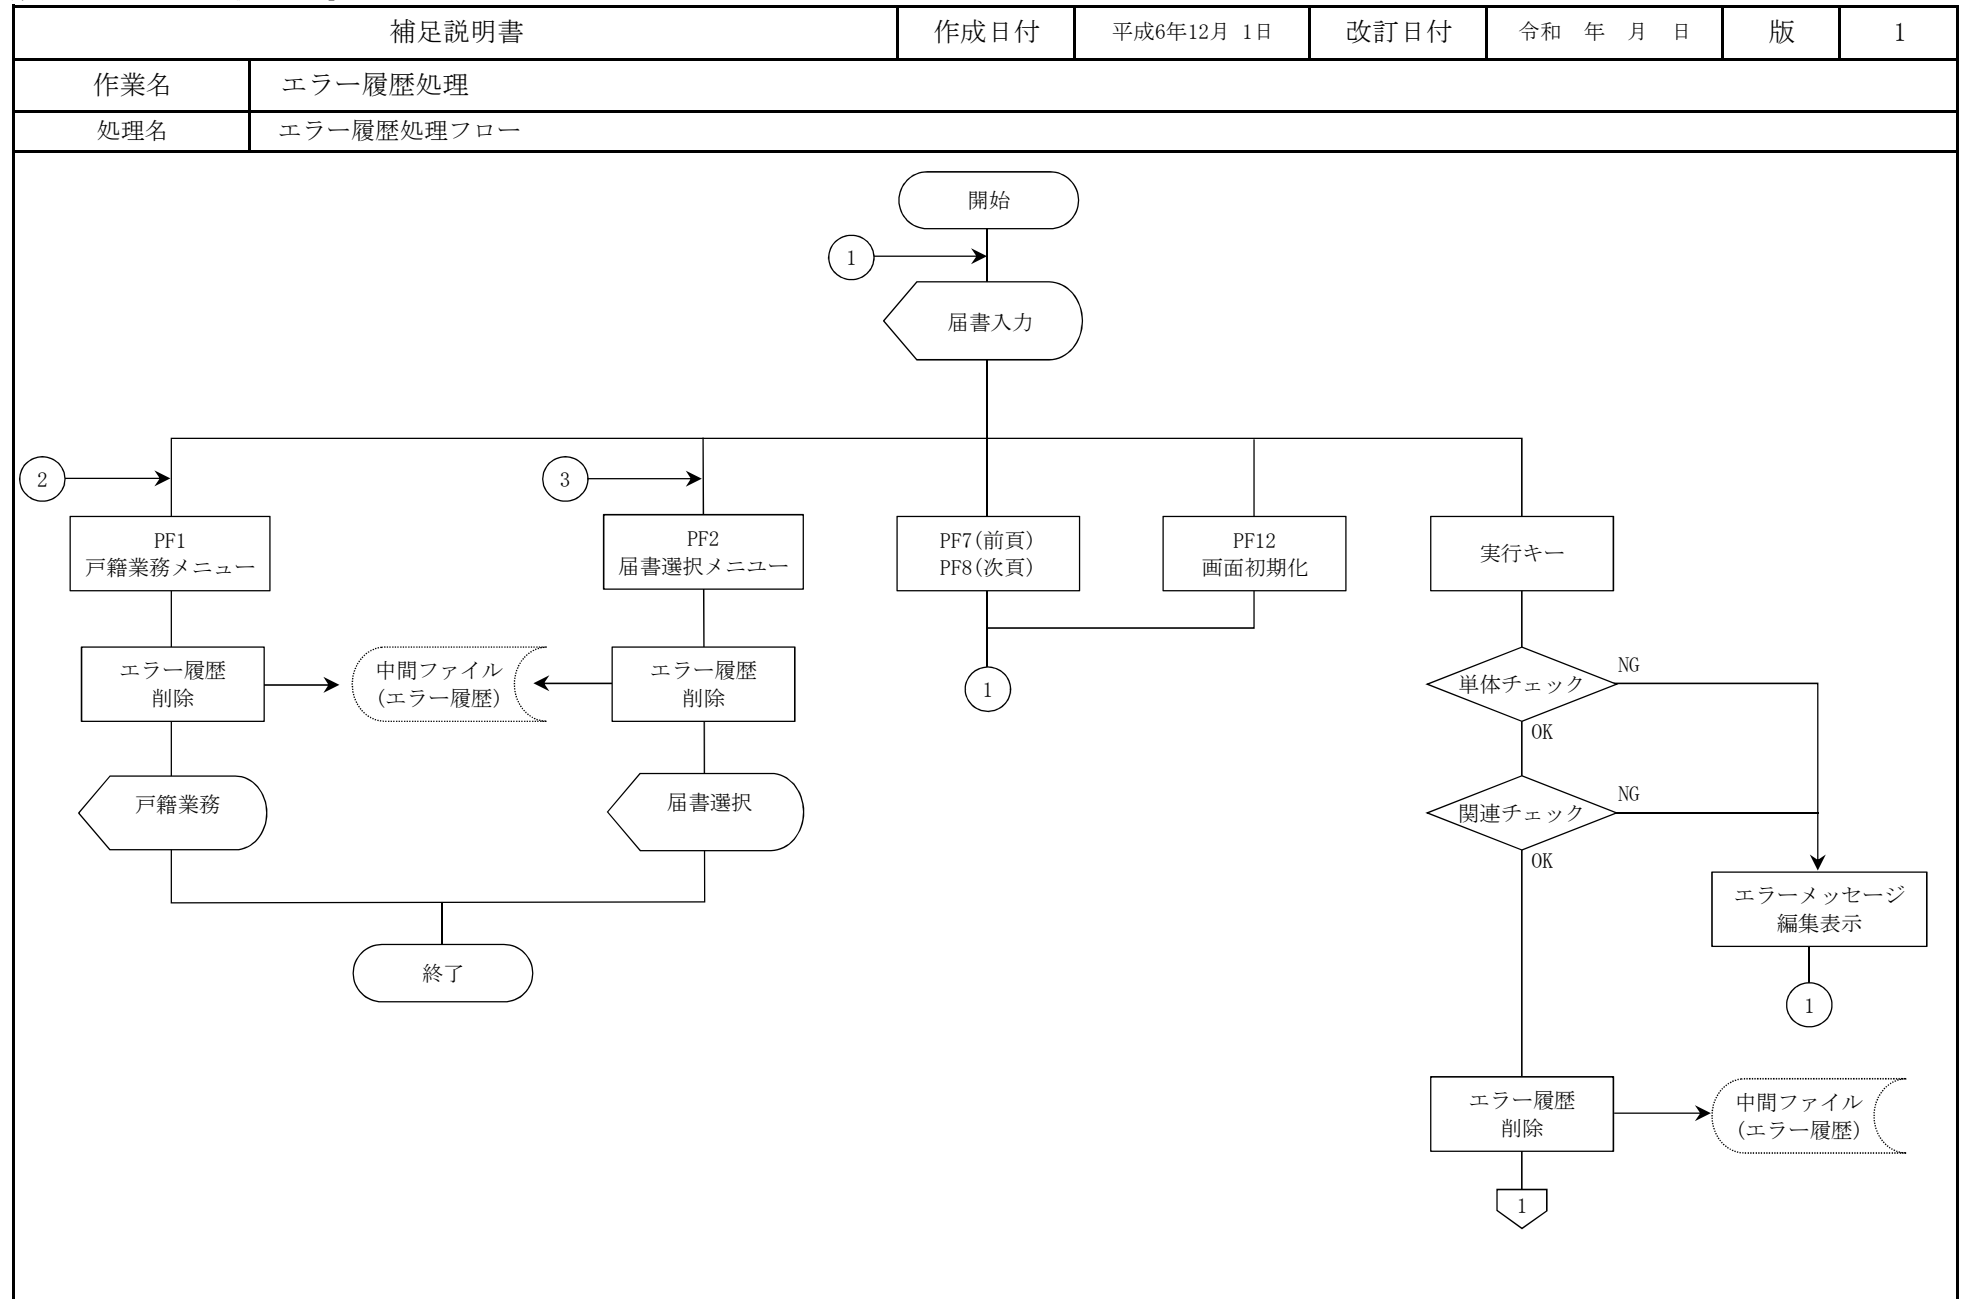 補足説明書 作成日付 平成6年12月 1日 改訂日付 令和 年 月 日 版 1
作業名 エラー履歴処理
処理名 エラー履歴処理フロー
開始
1
届書入力
2
3
PF1
戸籍業務メニュー
PF2
届書選択メニユー
PF7(前頁)
PF8(次頁)
PF12
画面初期化
実行キー
エラー履歴
削除
中間ファイル
(エラー履歴)
エラー履歴
削除
1
単体チェック
NG
OK
戸籍業務
届書選択
関連チェック
NG
OK
エラーメッセージ
編集表示
終了
1
エラー履歴
削除
中間ファイル
(エラー履歴)
1